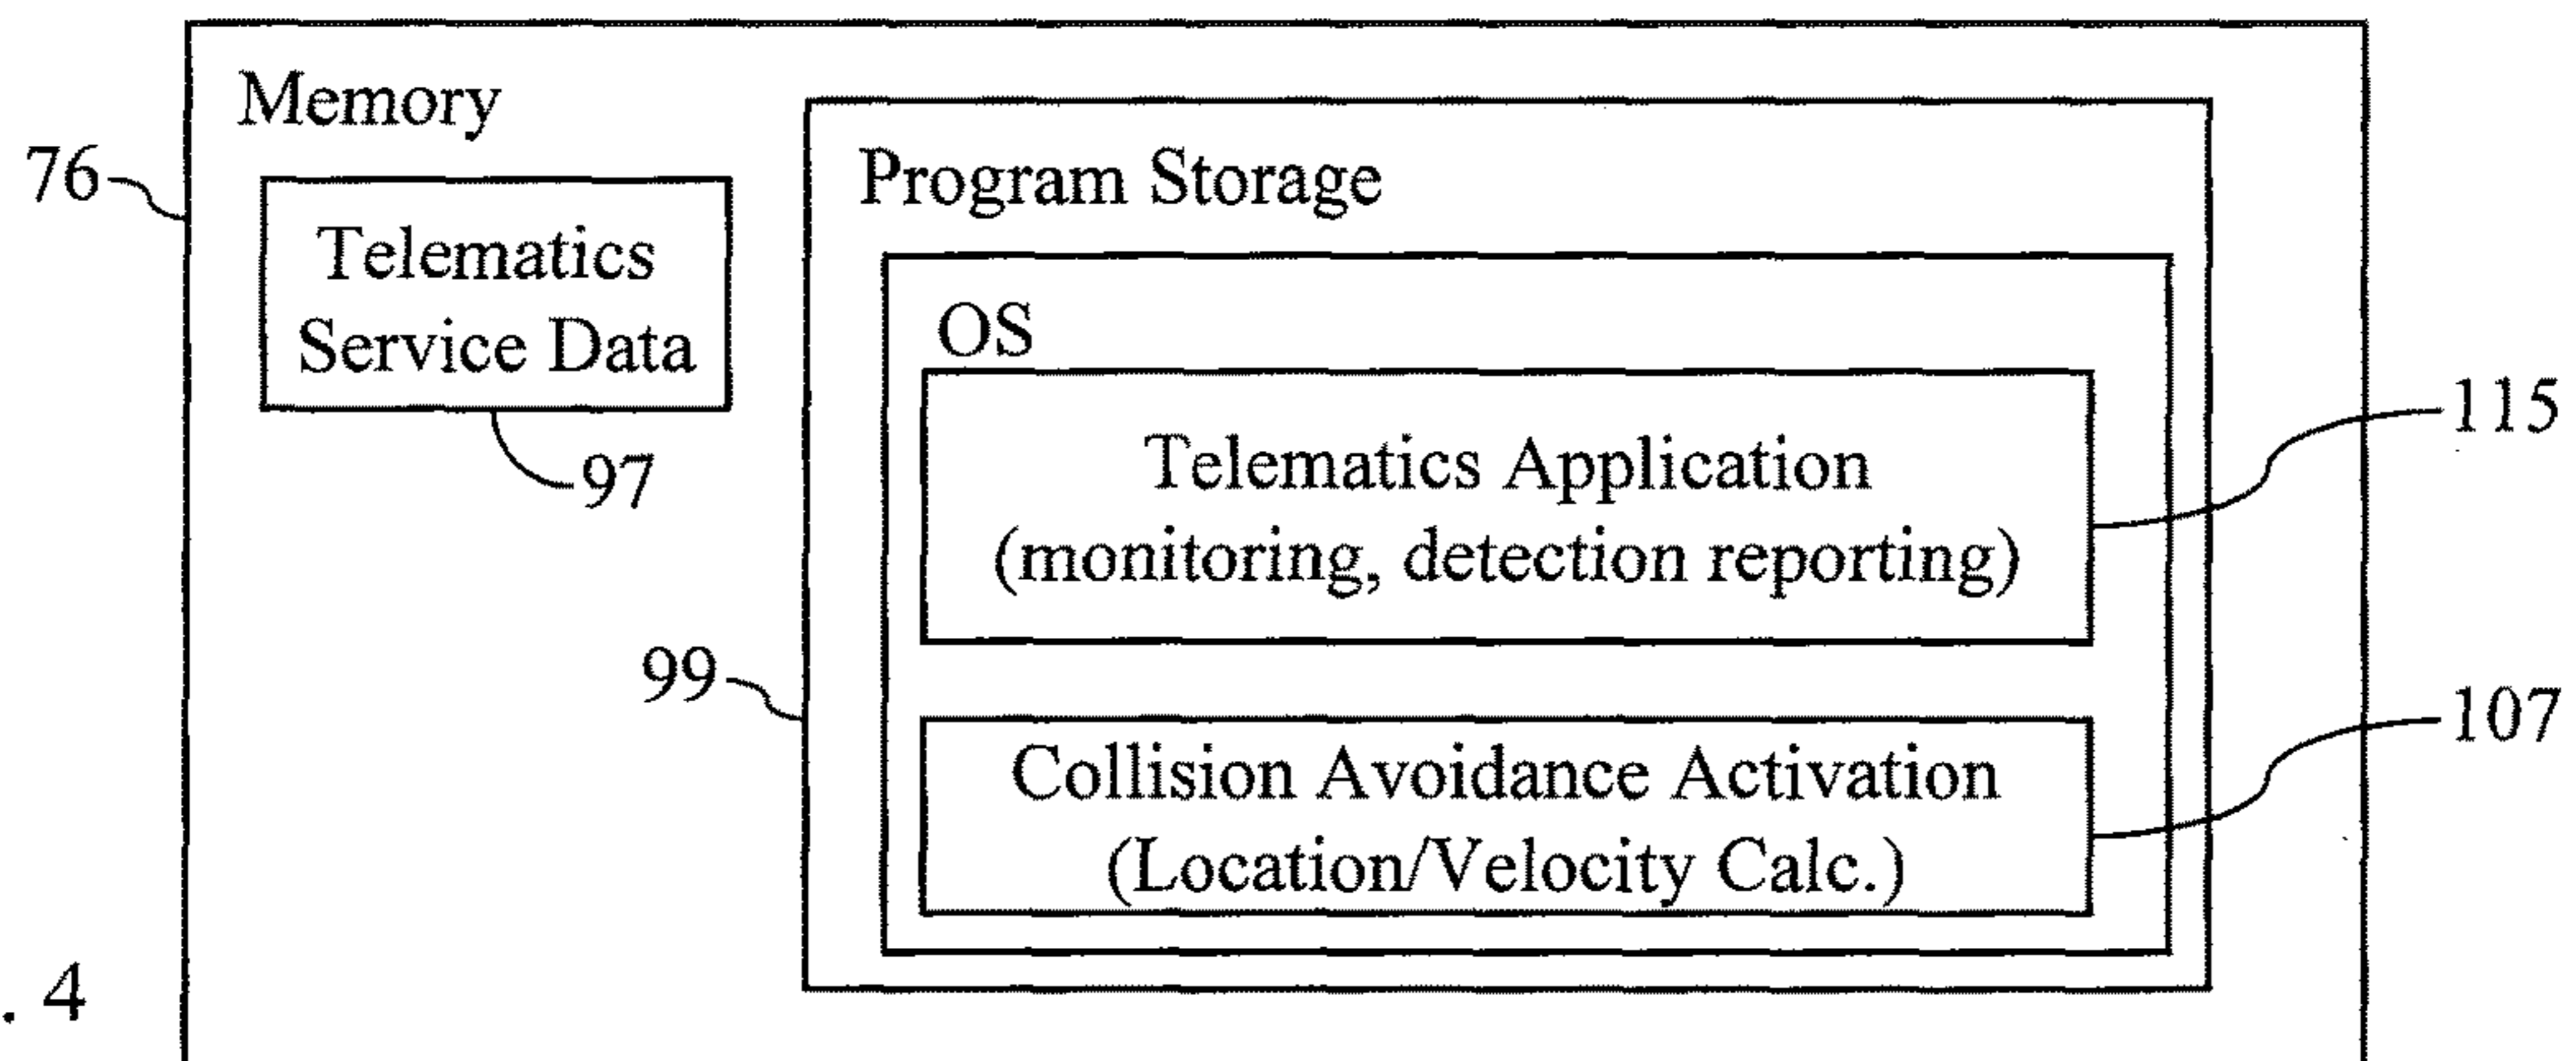 Memory
76
Telematics
Service Data
97
Program Storage
OS
Telematics Application
(monitoring, detection reporting)
115
99
Collision Avoidance Activation
(Location/Velocity Calc.)
107
. 4